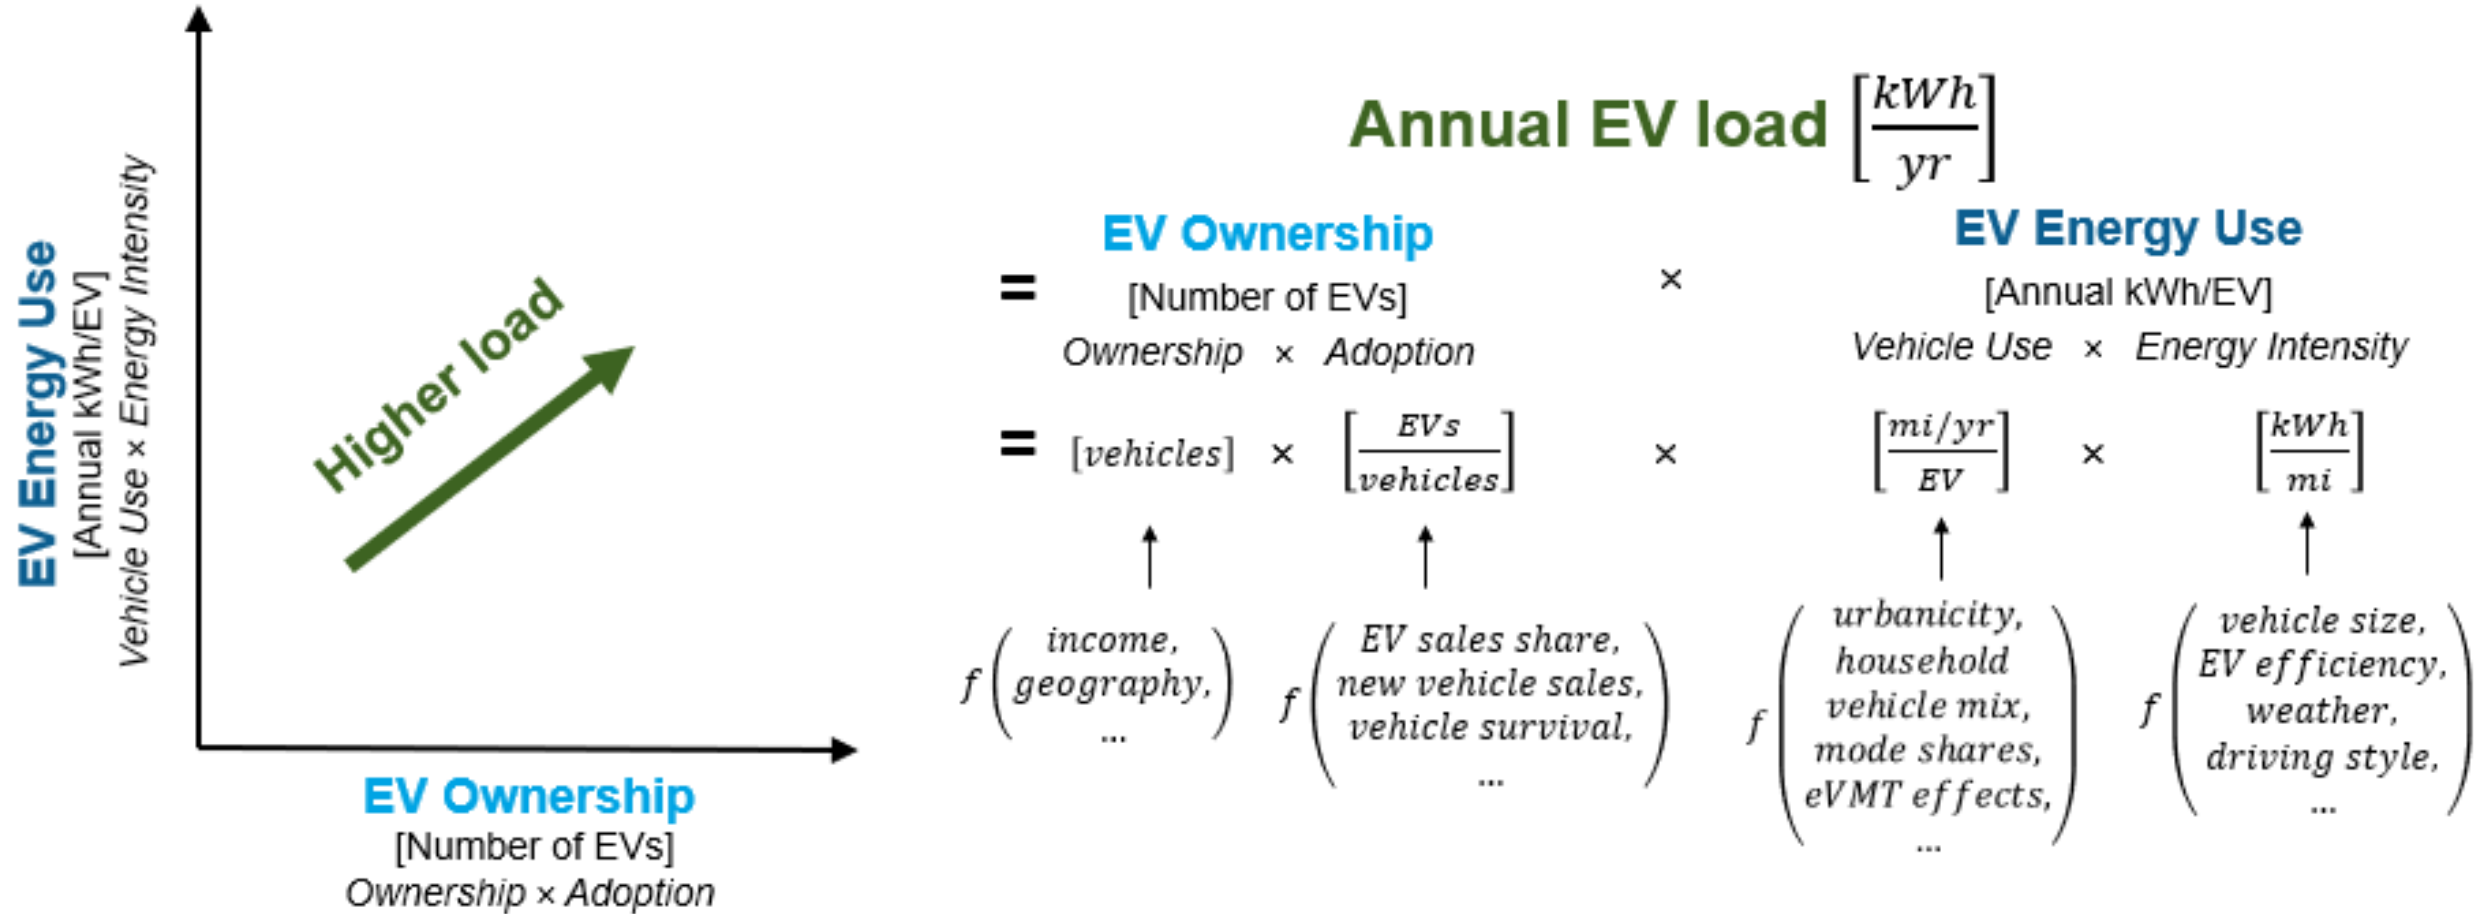 EV Energy Use
[Annual kWh/EV]
Vehicle Use × Energy Intensity
Higher load
EV Ownership
[Number of EVs]
Ownership × Adoption
Annual EV load [kWh/yr]
= EV Ownership × EV Energy Use
[Number of EVs] [Annual kWh/EV]
Ownership × Adoption Vehicle Use × Energy Intensity
= [vehicles] × [EVs/vehicles] × [mi/yr/EV] × [kWh/mi]
f(income,
geography,
...)
f(EV sales share,
new vehicle sales,
vehicle survival,
...)
f(urbanicity,
household
vehicle mix,
mode shares,
eVMT effects,
...)
f(vehicle size,
EV efficiency,
weather,
driving style,
...)